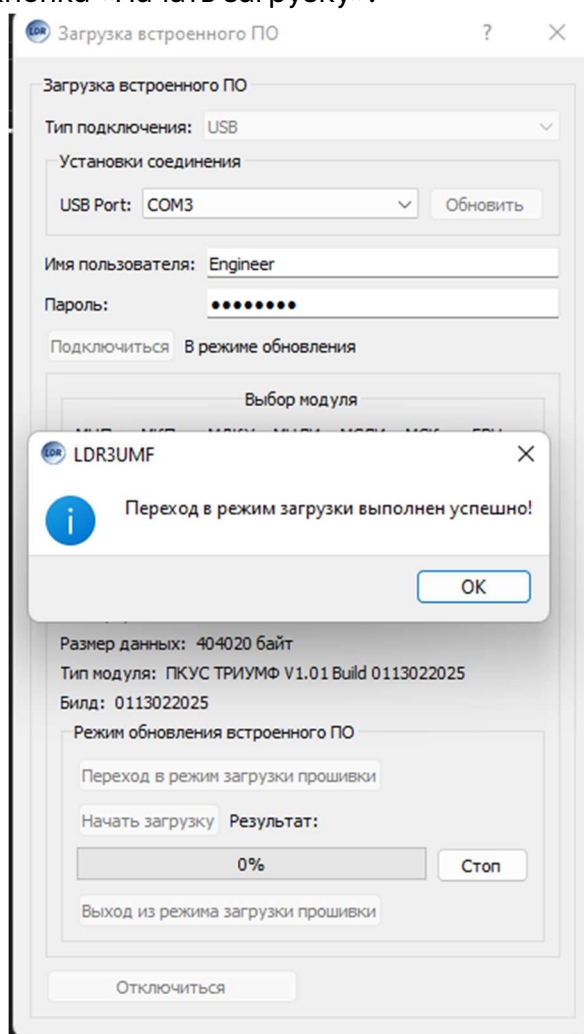 кнопка «Начать загрузку».
Загрузка встроенного ПО
Загрузка встроенного ПО
Тип подключения: USB
Установки соединения
USB Port: COM3 Обновить
Имя пользователя: Engineer
Пароль: ••••••••
Подключиться В режиме обновления
Выбор модуля
LDR3UMF
Переход в режим загрузки выполнен успешно!
OK
Размер данных: 404020 байт
Тип модуля: ПКУС ТРИУМФ V1.01 Build 0113022025
Билд: 0113022025
Режим обновления встроенного ПО
Переход в режим загрузки прошивки
Начать загрузку Результат:
0% Стоп
Выход из режима загрузки прошивки
Отключиться